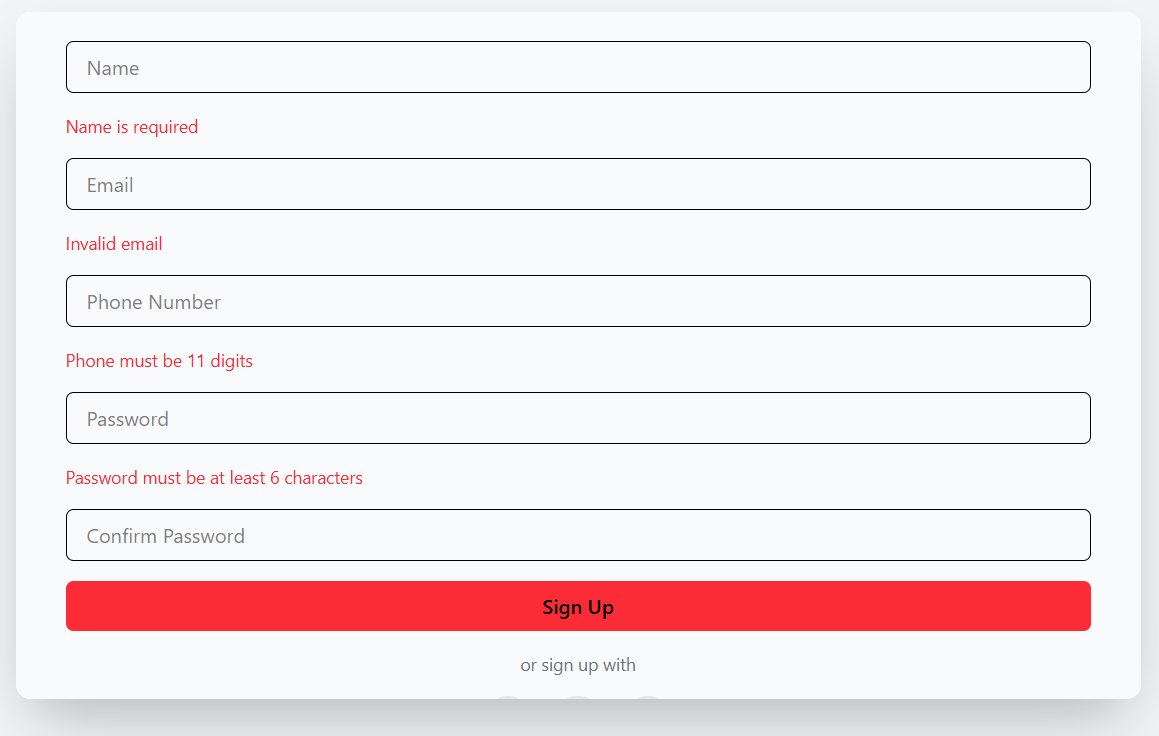 Name
Name is required
Email
Invalid email
Phone Number
Phone must be 11 digits
Password
Password must be at least 6 characters
Confirm Password
Sign Up
or sign up with